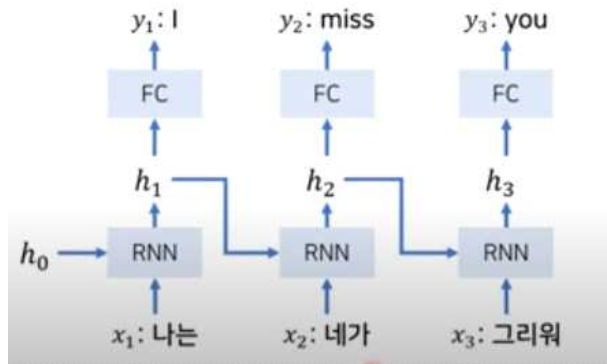 y₁: I y₂: miss y₃: you
FC FC FC
h₁ h₂ h₃
h₀ RNN RNN RNN
x₁: 나는 x₂: 네가 x₃: 그리워